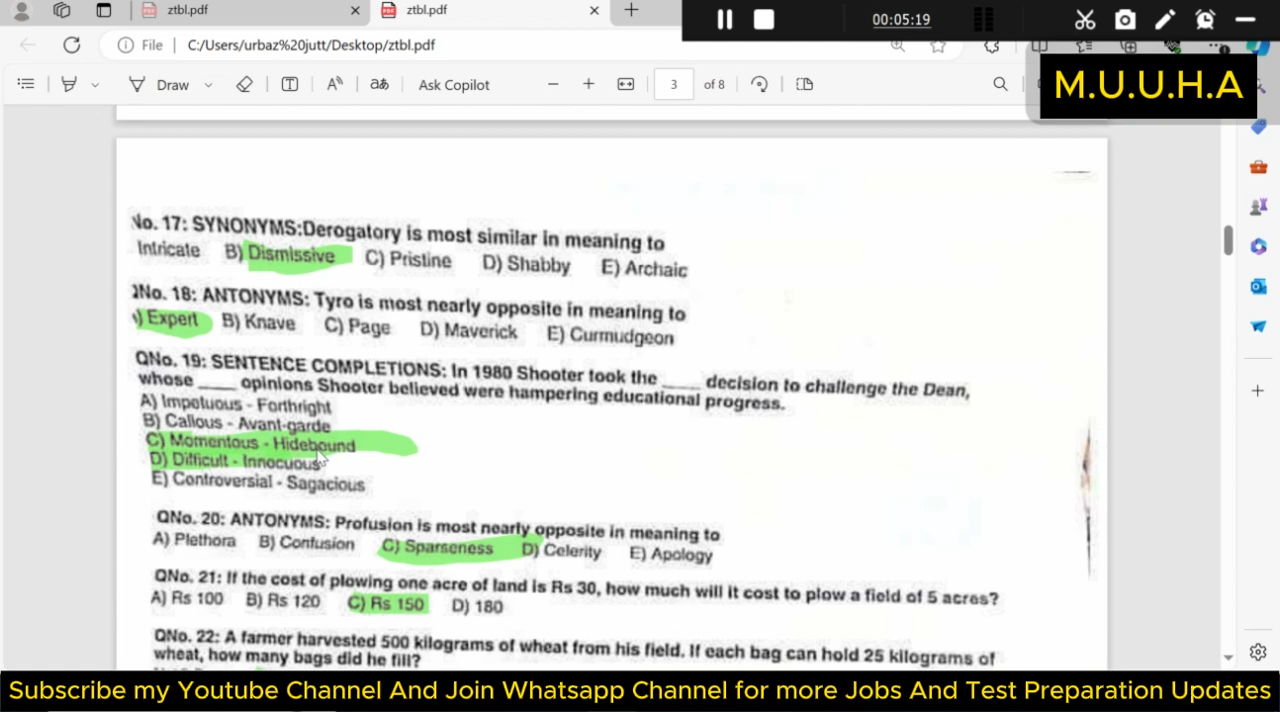 ztbl.pdf
ztbl.pdf
00:05:19
File
C:/Users/urbaz%20jutt/Desktop/ztbl.pdf
Draw
aあ
Ask Copilot
3
of 8
M.U.U.H.A
No. 17: SYNONYMS:Derogatory is most similar in meaning to
Intricate B) Dismissive C) Pristine D) Shabby E) Archaic
No. 18: ANTONYMS: Tyro is most nearly opposite in meaning to
) Expert B) Knave C) Page D) Maverick E) Curmudgeon
QNo. 19: SENTENCE COMPLETIONS: In 1980 Shooter took the ____ decision to challenge the Dean,
whose ____ opinions Shooter believed were hampering educational progress.
A) Impetuous - Forthright
B) Callous - Avant-garde
C) Momentous - Hidebound
D) Difficult - Innocuous
E) Controversial - Sagacious
QNo. 20: ANTONYMS: Profusion is most nearly opposite in meaning to
A) Plethora B) Confusion C) Sparseness D) Celerity E) Apology
QNo. 21: If the cost of plowing one acre of land is Rs 30, how much will it cost to plow a field of 5 acres?
A) Rs 100 B) Rs 120 C) Rs 150 D) 180
QNo. 22: A farmer harvested 500 kilograms of wheat from his field. If each bag can hold 25 kilograms of
wheat, how many bags did he fill?
Subscribe my Youtube Channel And Join Whatsapp Channel for more Jobs And Test Preparation Updates